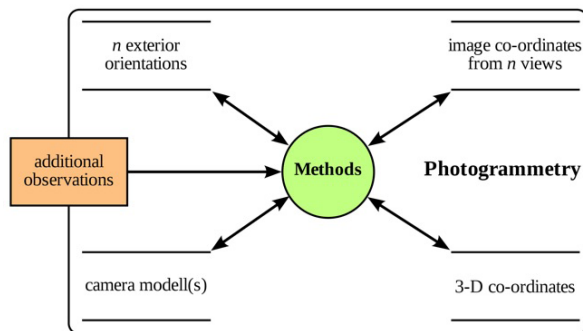 n exterior
orientations
image co-ordinates
from n views
additional
observations
Methods
Photogrammetry
camera modell(s)
3-D co-ordinates